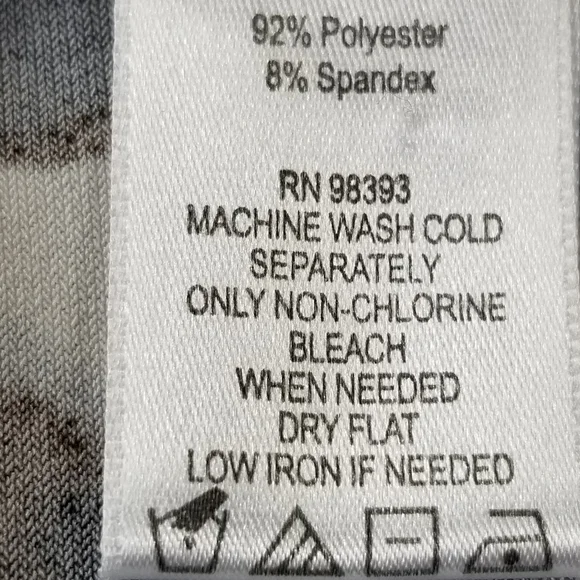 92% Polyester
8% Spandex
RN 98393
MACHINE WASH COLD
SEPARATELY
ONLY NON-CHLORINE
BLEACH
WHEN NEEDED
DRY FLAT
LOW IRON IF NEEDED